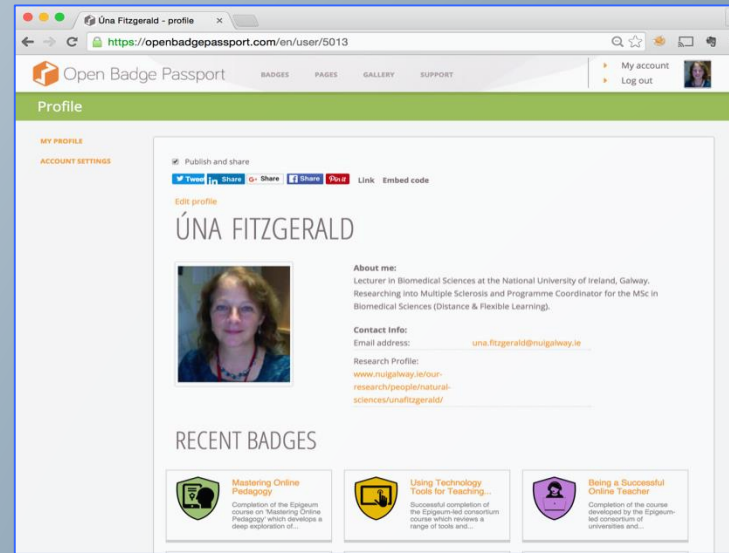 Úna Fitzgerald - profile
https://openbadgepassport.com/en/user/5013
Open Badge Passport
BADGES PAGES GALLERY SUPPORT
My account
Log out
Profile
MY PROFILE
ACCOUNT SETTINGS
Publish and share
Tweet Share G+ Share Share Pin it Link Embed code
Edit profile
ÚNA FITZGERALD
About me:
Lecturer in Biomedical Sciences at the National University of Ireland, Galway.
Researching into Multiple Sclerosis and Programme Coordinator for the MSc in
Biomedical Sciences (Distance & Flexible
Learning).
Contact Info:
Email address: una.fitzgerald@nuigalway.ie
Research Profile:
www.nuigalway.ie/our-
research/people/natural-
sciences/unafitzgerald/
RECENT BADGES
Mastering Online
Pedagogy
Completion of the Epigeum
course on 'Mastering Online
Pedagogy' which develops a
deep exploration of...
Using Technology
Tools for Teaching...
Successful completion of
the Epigeum-led consortium
course which reviews a
range of tools and...
Being a Successful
Online Teacher
Completion of the course
developed by the Epigeum-
led consortium of
universities and...